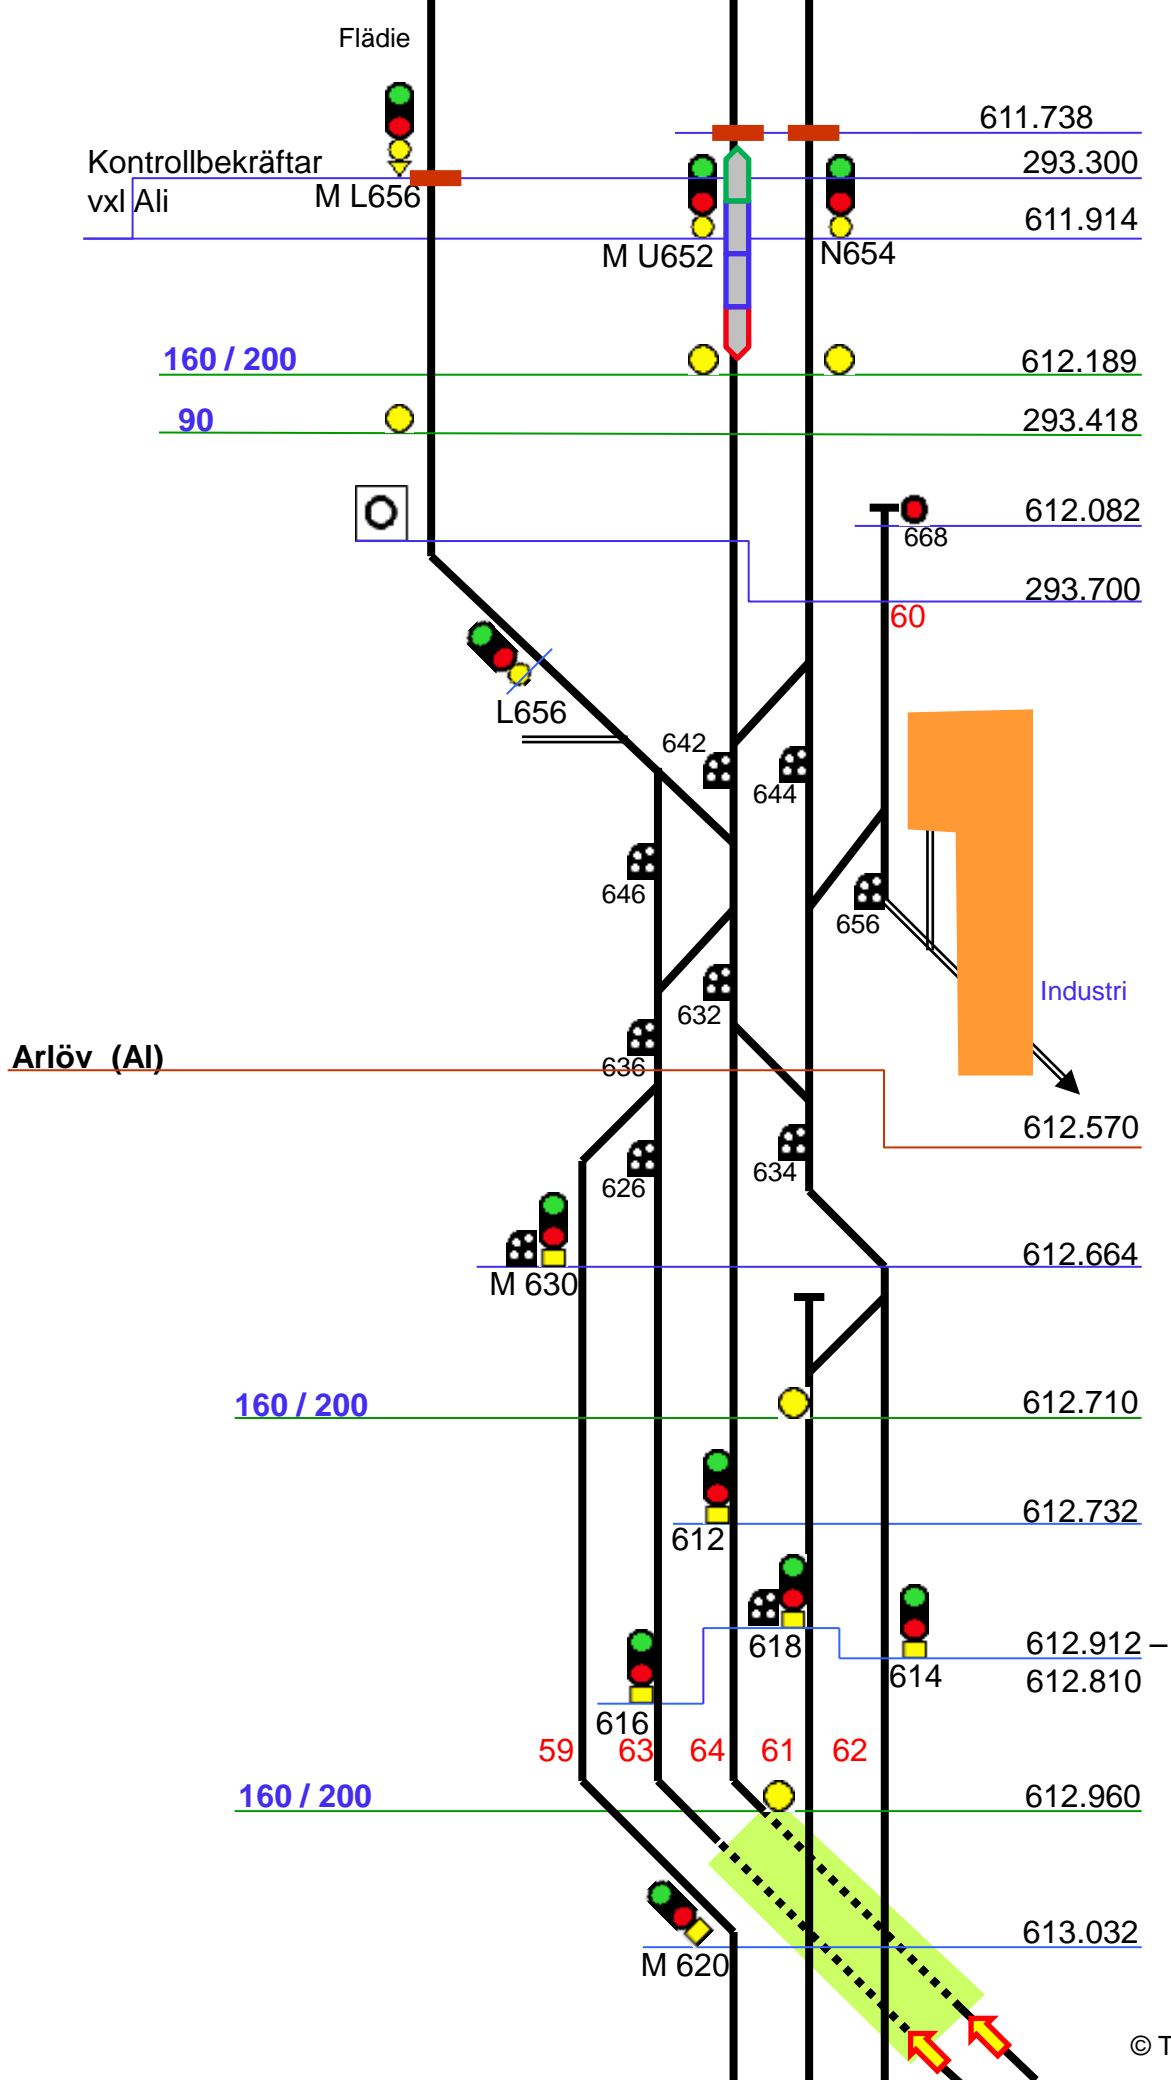 Flädie
611.738
Kontrollbekräftar
293.300
vxl Ali
M L656
611.914
M U652
N654
160 / 200
612.189
90
293.418
612.082
668
293.700
60
L656
642
644
646
656
Industri
632
Arlöv (Al)
636
612.570
634
626
612.664
M 630
160 / 200
612.710
612.732
612
618
612.912 –
614
612.810
616
59
63
64
61
62
160 / 200
612.960
613.032
M 620
© T